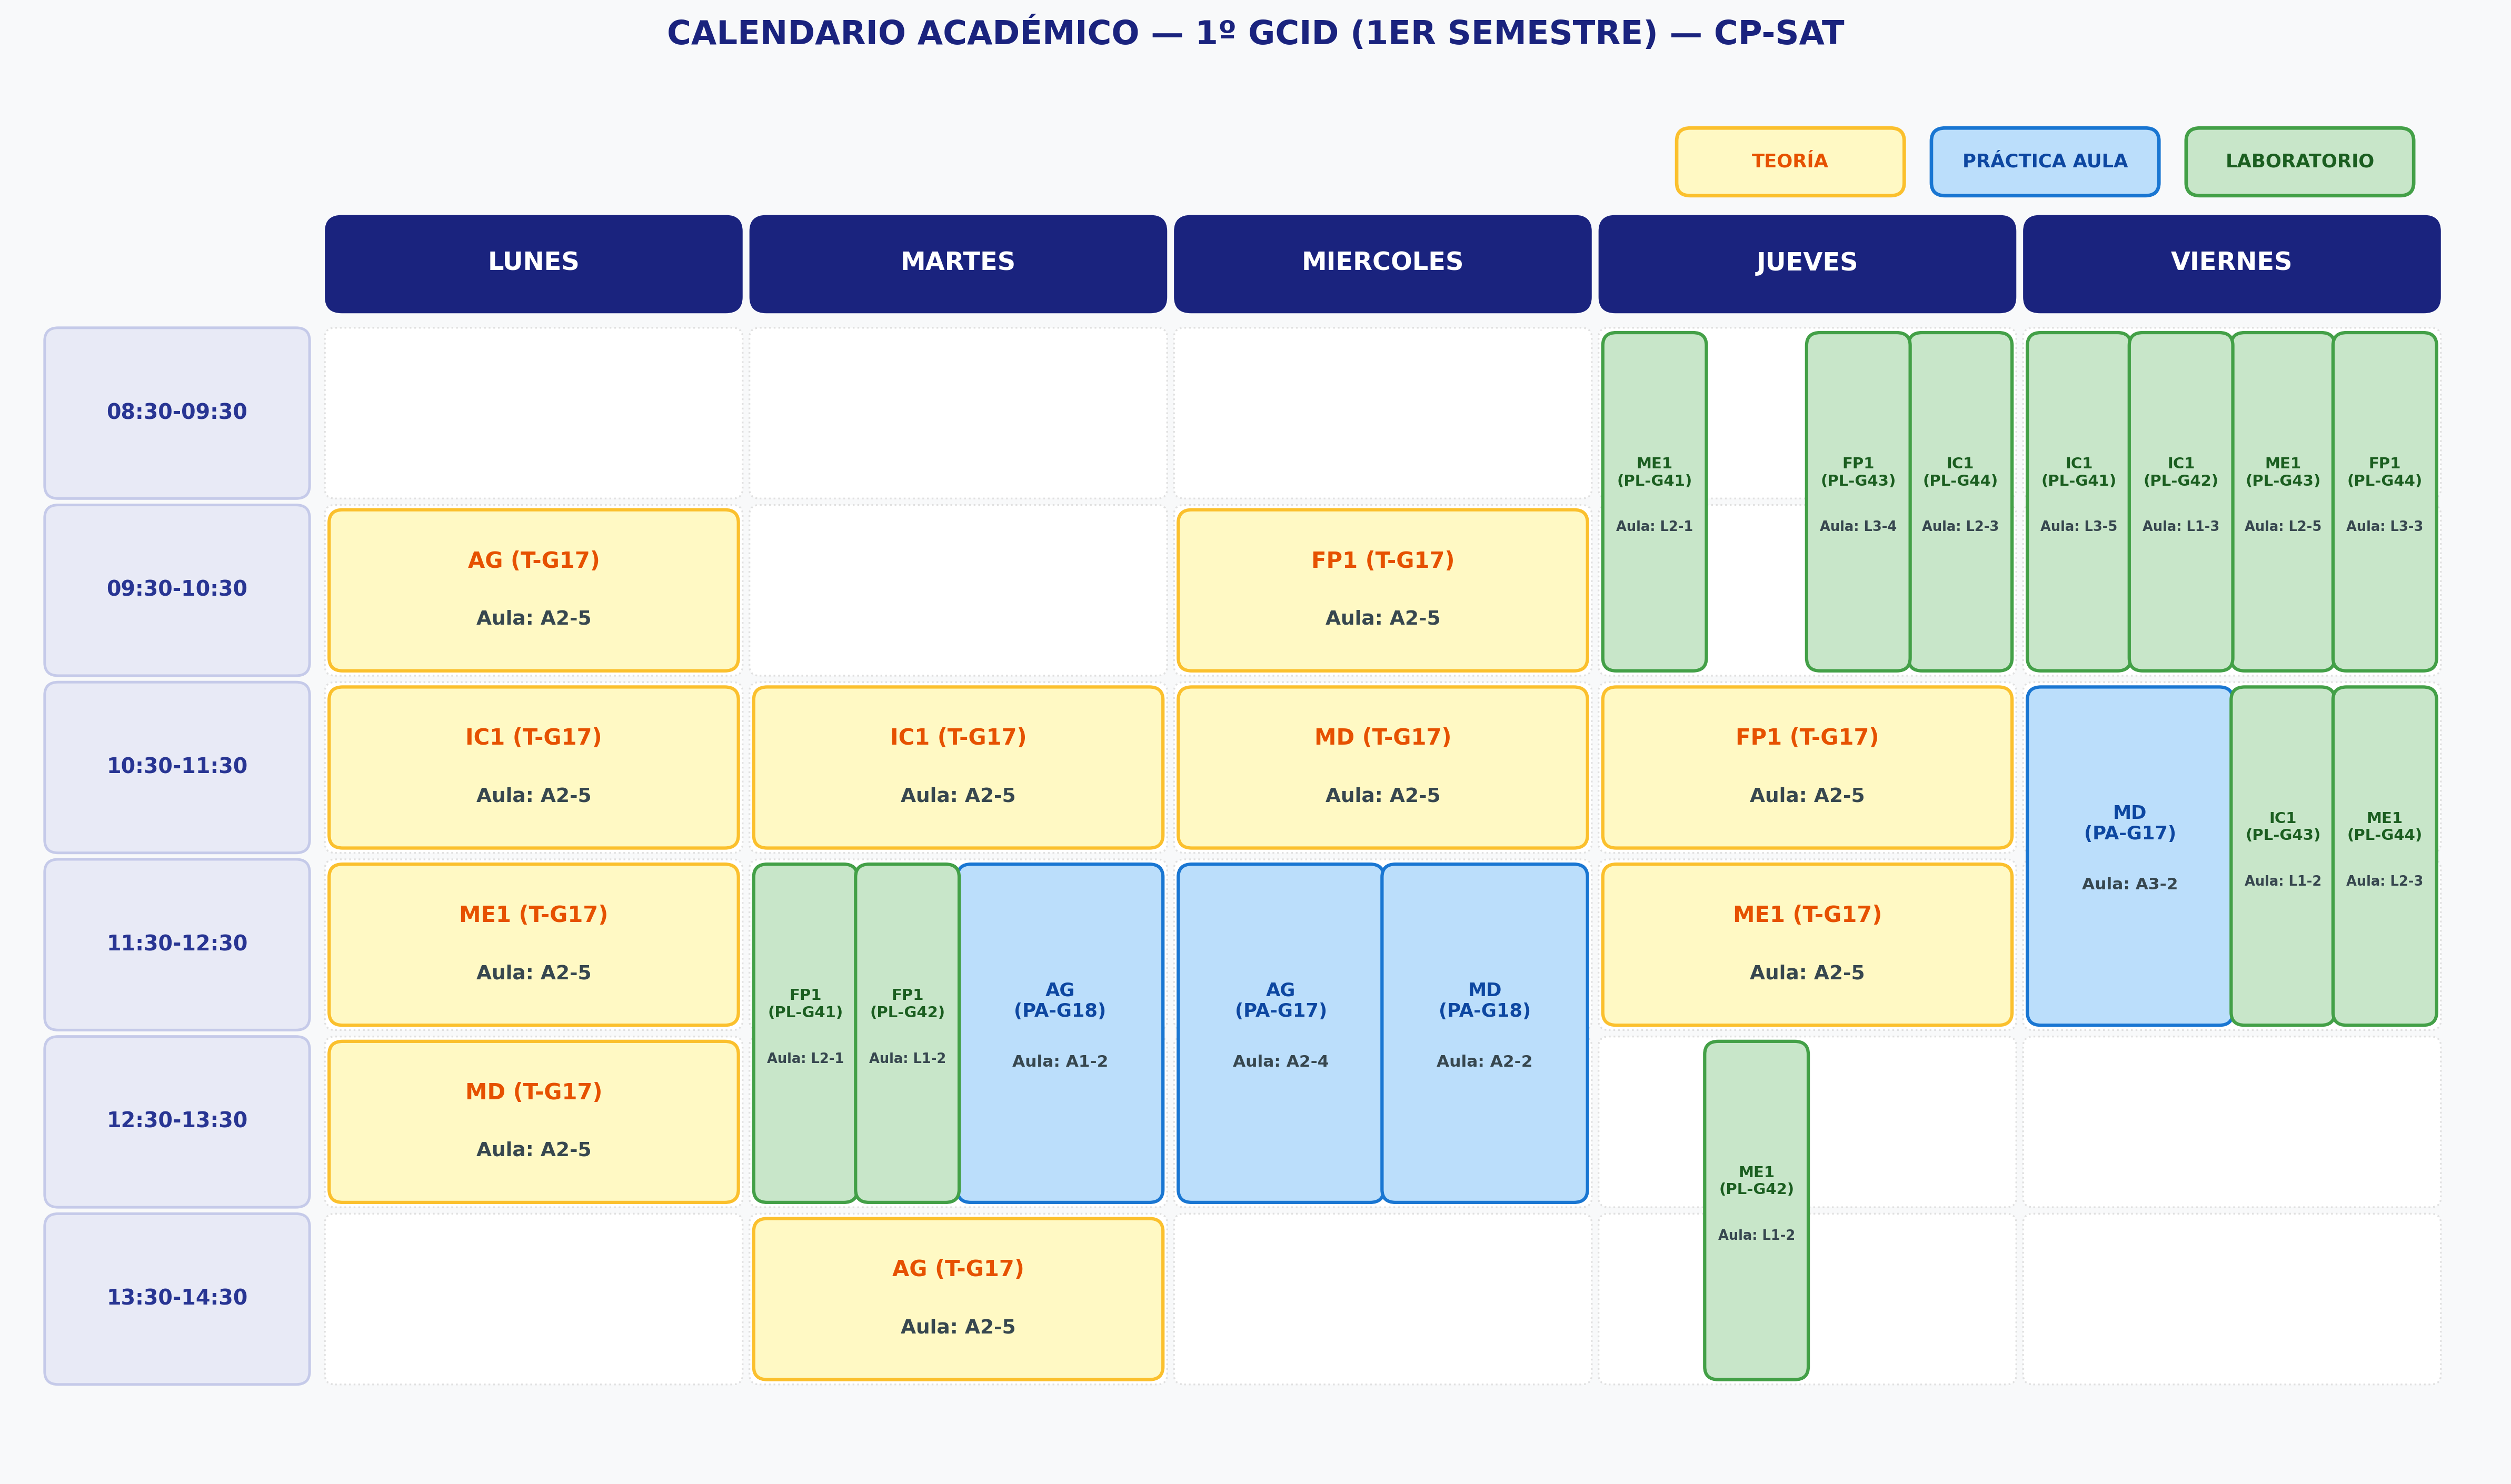 CALENDARIO ACADÉMICO — 1º GCID (1ER SEMESTRE) — CP-SAT
TEORÍA
PRÁCTICA AULA
LABORATORIO
LUNES
MARTES
MIERCOLES
JUEVES
VIERNES
08:30-09:30
ME1
(PL-G41)
Aula: L2-1
FP1
(PL-G43)
Aula: L3-4
IC1
(PL-G44)
Aula: L2-3
IC1
(PL-G41)
Aula: L3-5
IC1
(PL-G42)
Aula: L1-3
ME1
(PL-G43)
Aula: L2-5
FP1
(PL-G44)
Aula: L3-3
09:30-10:30
AG (T-G17)
Aula: A2-5
FP1 (T-G17)
Aula: A2-5
10:30-11:30
IC1 (T-G17)
Aula: A2-5
IC1 (T-G17)
Aula: A2-5
MD (T-G17)
Aula: A2-5
FP1 (T-G17)
Aula: A2-5
MD
(PA-G17)
Aula: A3-2
IC1
(PL-G43)
Aula: L1-2
ME1
(PL-G44)
Aula: L2-3
11:30-12:30
ME1 (T-G17)
Aula: A2-5
FP1
(PL-G41)
Aula: L2-1
FP1
(PL-G42)
Aula: L1-2
AG
(PA-G18)
Aula: A1-2
AG
(PA-G17)
Aula: A2-4
MD
(PA-G18)
Aula: A2-2
ME1 (T-G17)
Aula: A2-5
12:30-13:30
MD (T-G17)
Aula: A2-5
ME1
(PL-G42)
Aula: L1-2
13:30-14:30
AG (T-G17)
Aula: A2-5